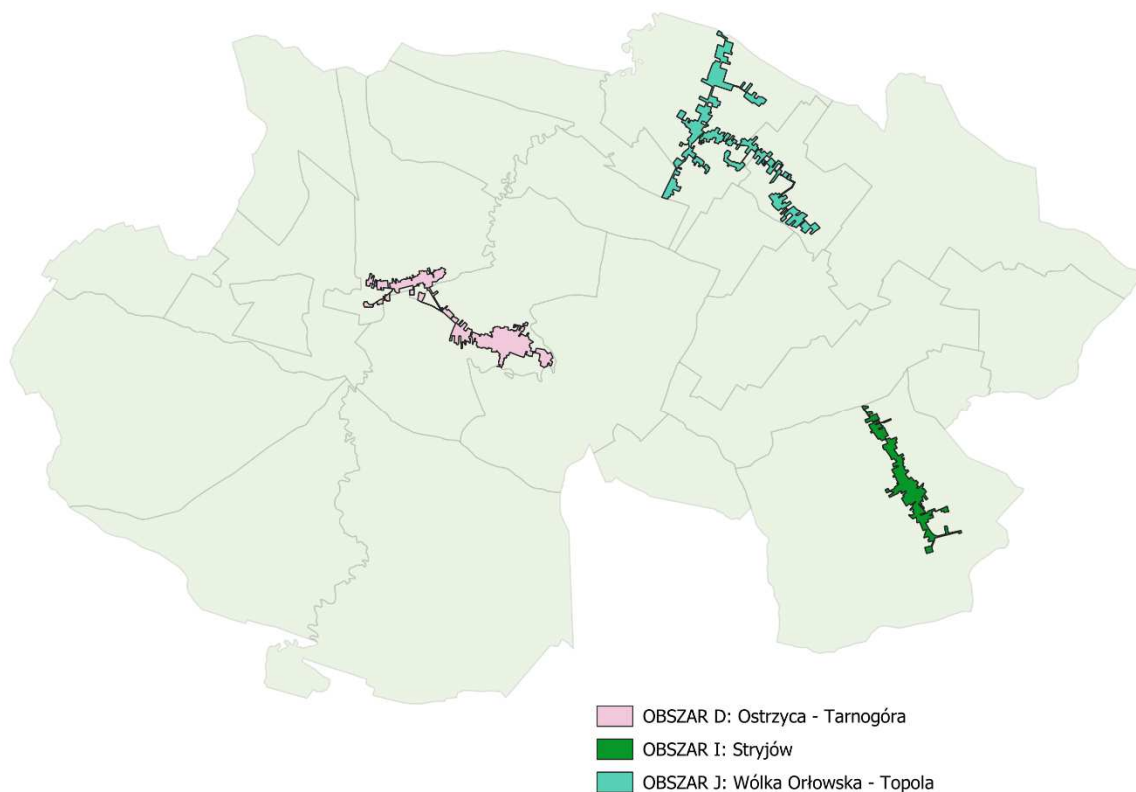 OBSZAR D: Ostrzyca - Tarnogóra
OBSZAR I: Stryjów
OBSZAR J: Wólka Orłowska - Topola